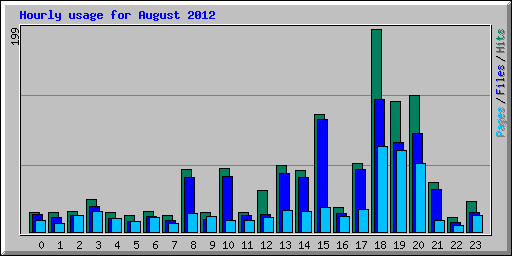 Hourly usage for August 2012
199
Pages / Files / Hits
0 1 2 3 4 5 6 7 8 9 10 11 12 13 14 15 16 17 18 19 20 21 22 23